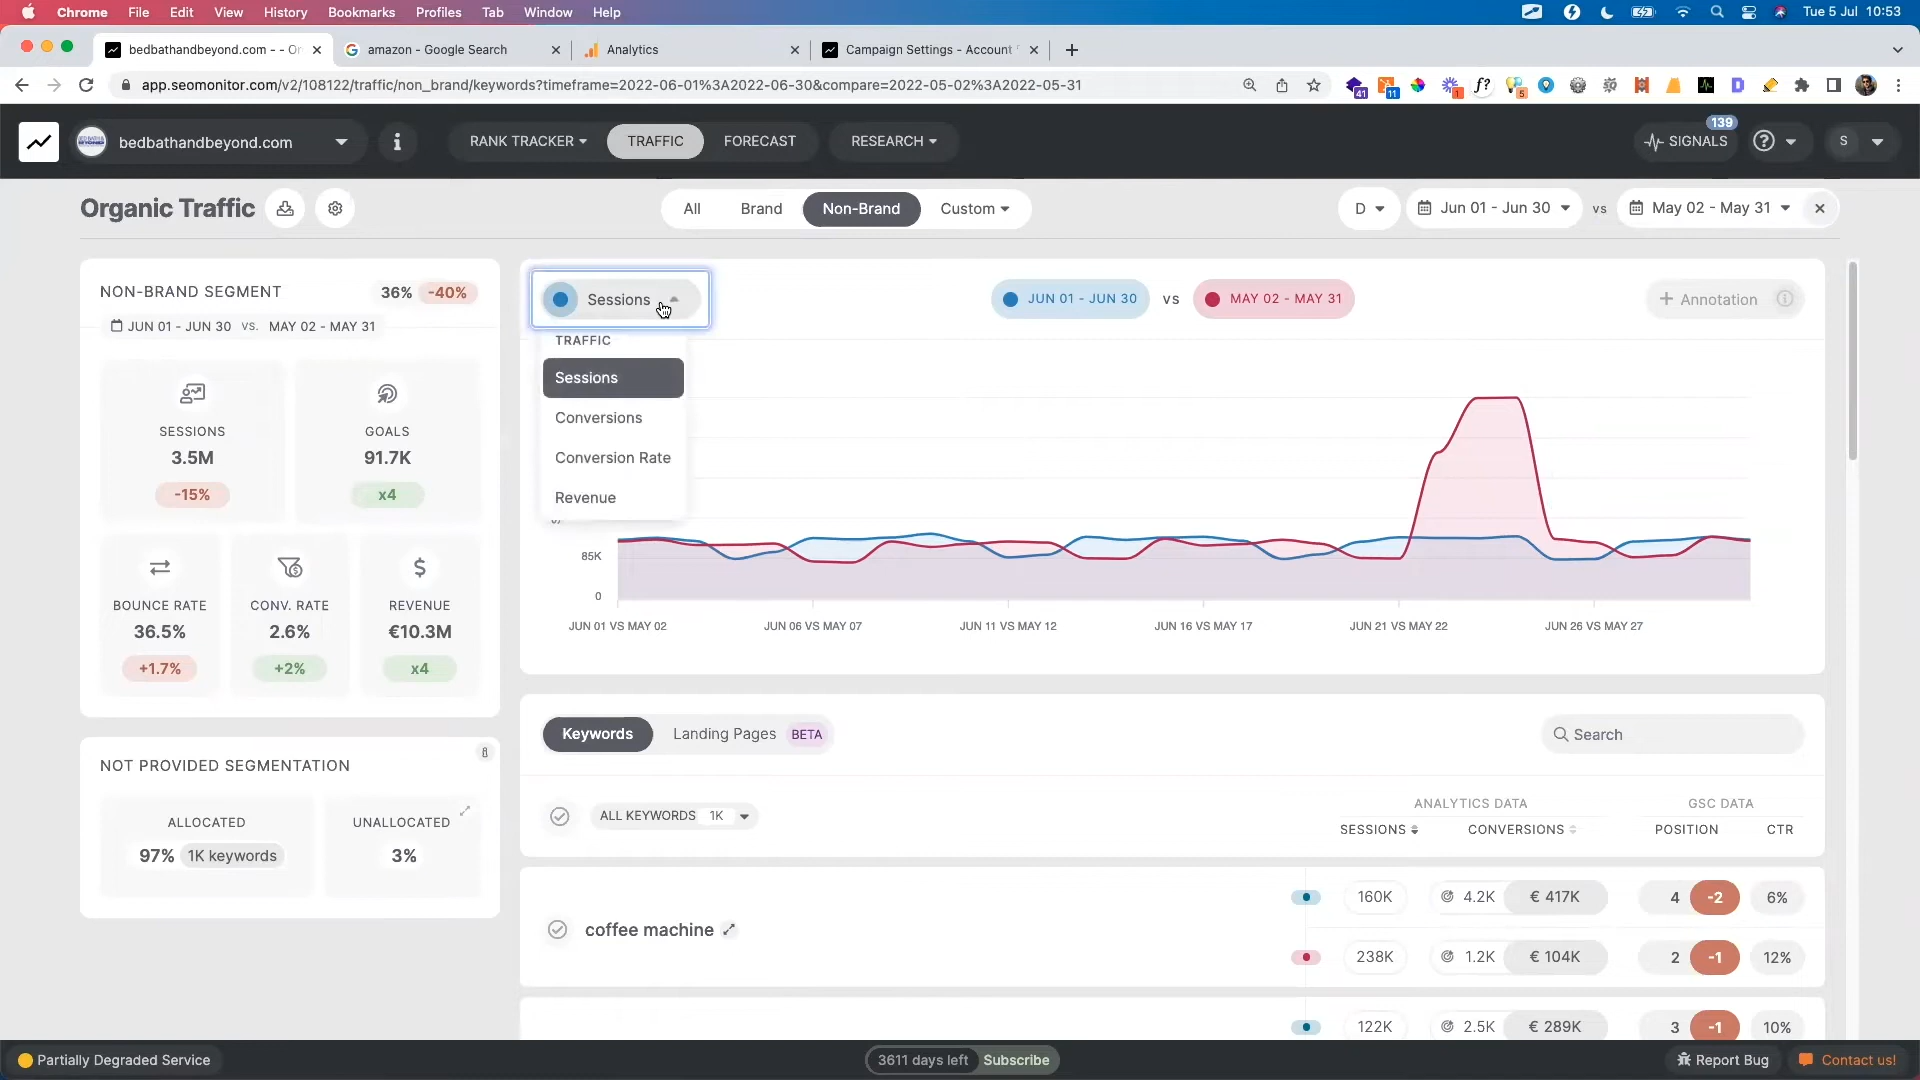 Chrome File Edit View History Bookmarks Profiles Tab Window Help Tue 5 Jul 10:53
bedbathandbeyond.com - - Or amazon - Google Search Analytics Campaign Settings - Account
app.seomonitor.com/v2/108122/traffic/non_brand/keywords?timeframe=2022-06-01%3A2022-06-30&compare=2022-05-02%3A2022-05-31
41 11 1 f? 5
bedbathandbeyond.com i RANK TRACKER TRAFFIC FORECAST RESEARCH SIGNALS 139 ? S
Organic Traffic All Brand Non-Brand Custom D Jun 01 - Jun 30 vs May 02 - May 31
NON-BRAND SEGMENT 36% -40%
JUN 01 - JUN 30 vs. MAY 02 - MAY 31
SESSIONS
3.5M
-15%
GOALS
91.7K
x4
BOUNCE RATE
36.5%
+1.7%
CONV. RATE
2.6%
+2%
REVENUE
€10.3M
x4
NOT PROVIDED SEGMENTATION
ALLOCATED
97% 1K keywords
UNALLOCATED
3%
Sessions JUN 01 - JUN 30 VS MAY 02 - MAY 31 + Annotation
TRAFFIC
Sessions
Conversions
Conversion Rate
Revenue
85K
0
JUN 01 VS MAY 02 JUN 06 VS MAY 07 JUN 11 VS MAY 12 JUN 16 VS MAY 17 JUN 21 VS MAY 22 JUN 26 VS MAY 27
Keywords Landing Pages BETA Search
ANALYTICS DATA GSC DATA
ALL KEYWORDS 1K SESSIONS CONVERSIONS POSITION CTR
coffee machine
160K 4.2K € 417K 4 -2 6%
238K 1.2K € 104K 2 -1 12%
122K 2.5K € 289K 3 -1 10%
Partially Degraded Service 3611 days left Subscribe Report Bug Contact us!